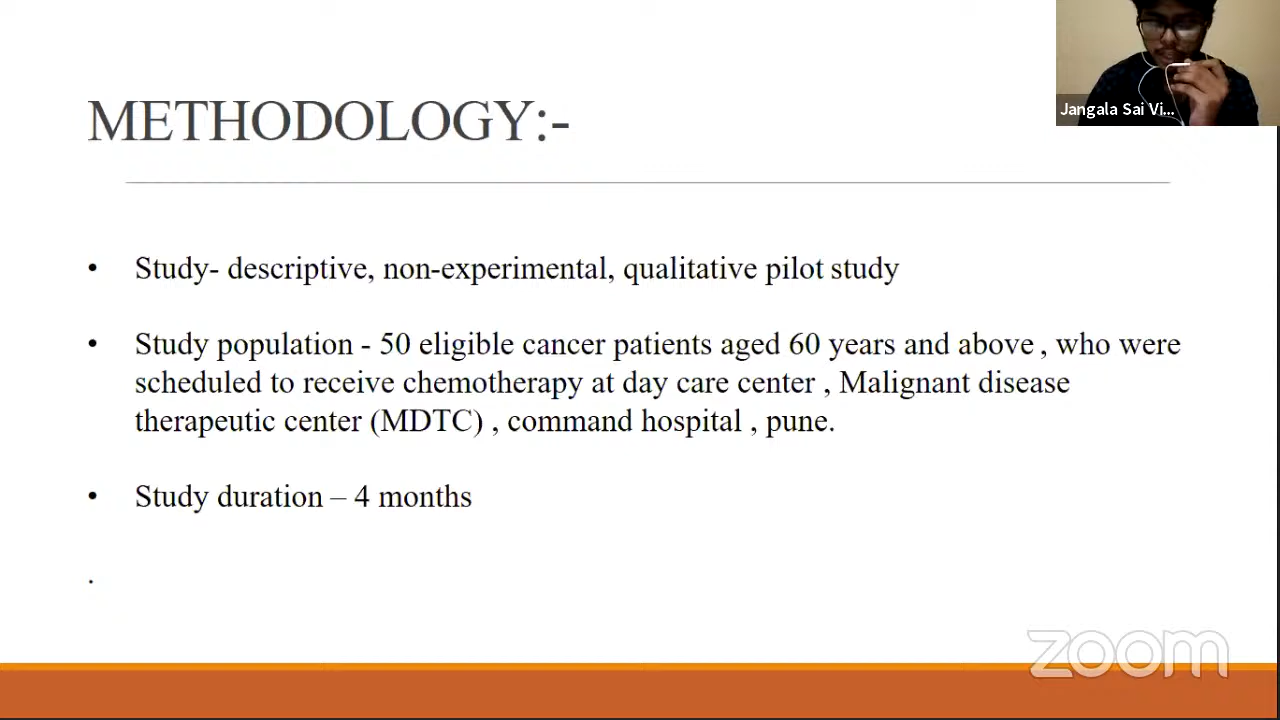 METHODOLOGY:-
Jangala Sai Vi...
• Study- descriptive, non-experimental, qualitative pilot study
• Study population - 50 eligible cancer patients aged 60 years and above , who were
scheduled to receive chemotherapy at day care center , Malignant disease
therapeutic center (MDTC) , command hospital , pune.
• Study duration – 4 months
.
zoom